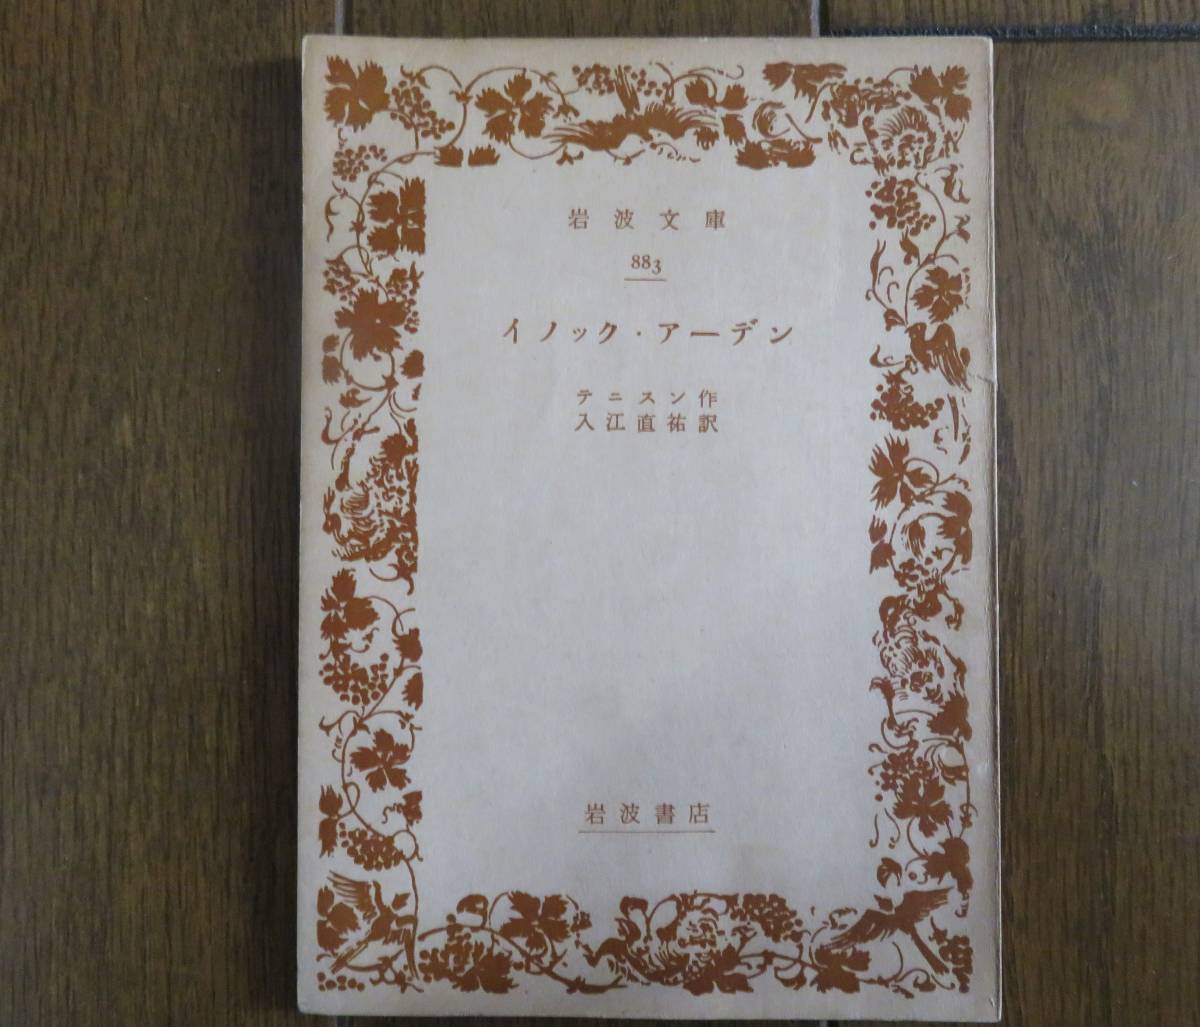 岩波文庫
883
イノック・アーデン
テニスン作
入江直祐訳
岩波書店